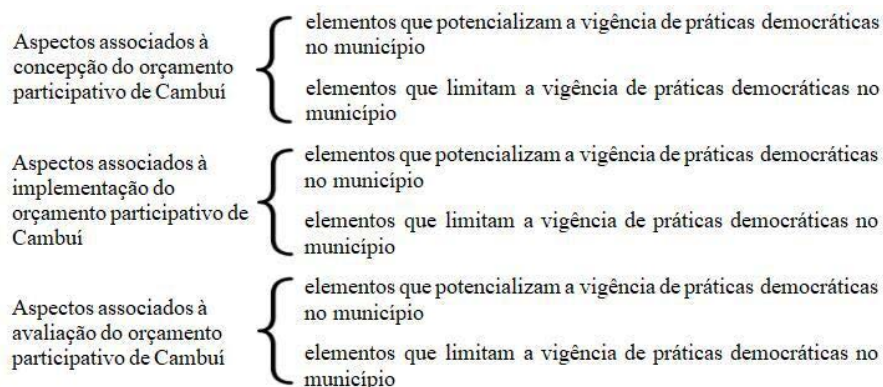 Aspectos associados à
concepção do orçamento
participativo de Cambuí
elementos que potencializam a vigência de práticas democráticas
no município
elementos que limitam a vigência de práticas democráticas no
município
Aspectos associados à
implementação do
orçamento participativo de
Cambuí
elementos que potencializam a vigência de práticas democráticas
no município
elementos que limitam a vigência de práticas democráticas no
município
Aspectos associados à
avaliação do orçamento
participativo de Cambuí
elementos que potencializam a vigência de práticas democráticas
no município
elementos que limitam a vigência de práticas democráticas no
município